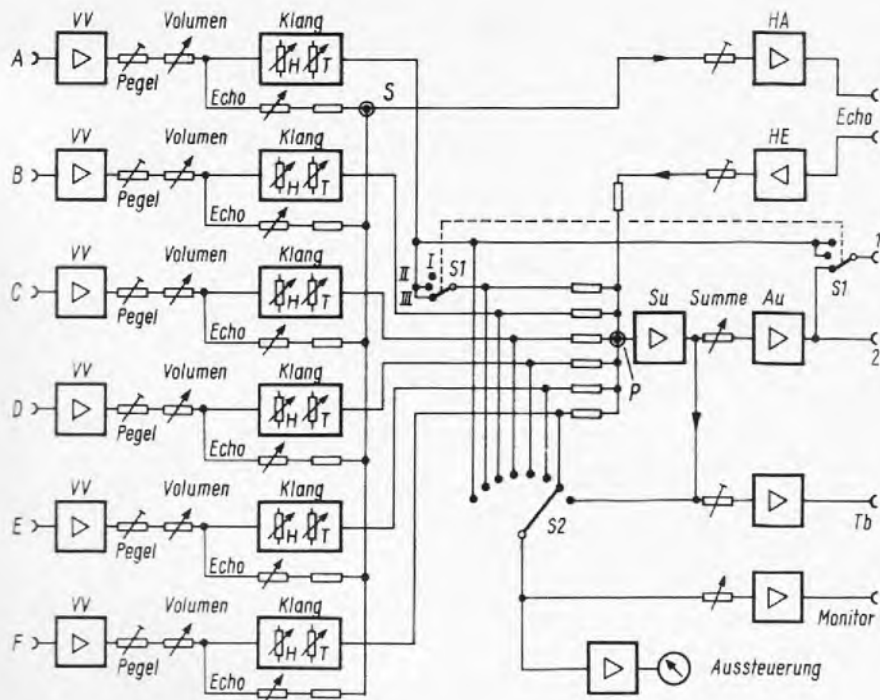 VV Volumen Klang HA
A Pegel H T
Echo S Echo
VV Volumen Klang HE
B Pegel H T
Echo
VV Volumen Klang 1
C Pegel H T
II I S1 S1
III
Echo Su Summe Au
P 2
VV Volumen Klang
D Pegel H T
Echo
VV Volumen Klang
E Pegel H T S2 Tb
Echo
VV Volumen Klang Monitor
F Pegel H T
Echo Aussteuerung